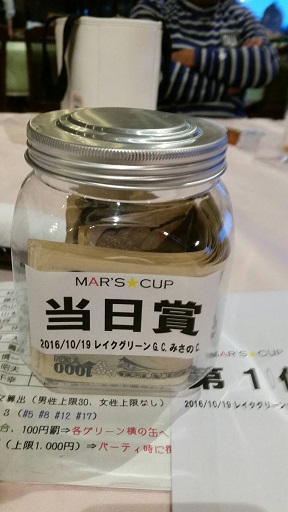 MAR'S★CUP
当日賞
2016/10/19 レイクグリーンG.C.みさのC.
1000
MAR'S★CUP
第1
2016/10/19 レイクグリーン
算出（男性上限30、女性上限なし）
3（#5 #8 #12 #17）
合、100罰⇒各グリーン横の缶へ
（上限1,000円）⇒パーティ時に